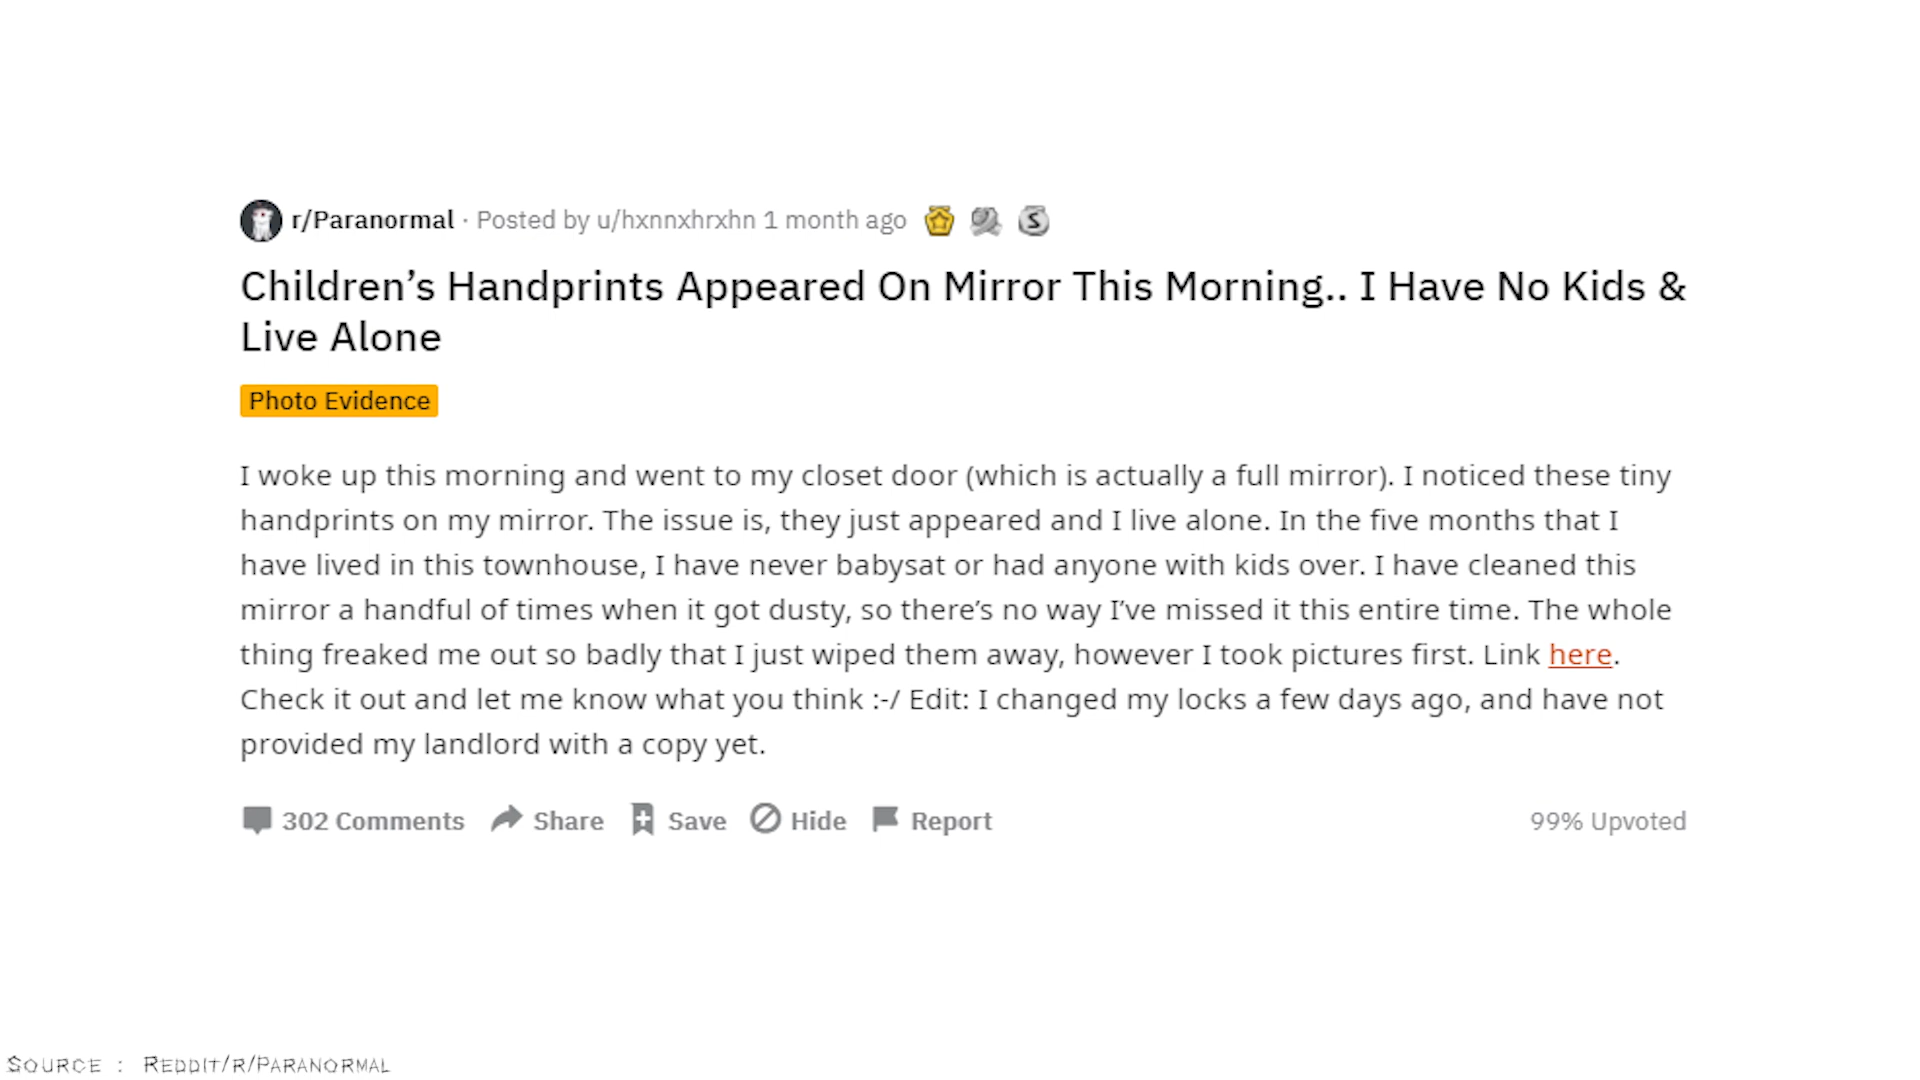 r/Paranormal · Posted by u/hxnnxhrxhn 1 month ago
Children’s Handprints Appeared On Mirror This Morning.. I Have No Kids &
Live Alone
Photo Evidence
I woke up this morning and went to my closet door (which is actually a full mirror). I noticed these tiny
handprints on my mirror. The issue is, they just appeared and I live alone. In the five months that I
have lived in this townhouse, I have never babysat or had anyone with kids over. I have cleaned this
mirror a handful of times when it got dusty, so there’s no way I’ve missed it this entire time. The whole
thing freaked me out so badly that I just wiped them away, however I took pictures first. Link here.
Check it out and let me know what you think :-/ Edit: I changed my locks a few days ago, and have not
provided my landlord with a copy yet.
302 Comments Share Save Hide Report 99% Upvoted
Source : Reddit/r/Paranormal